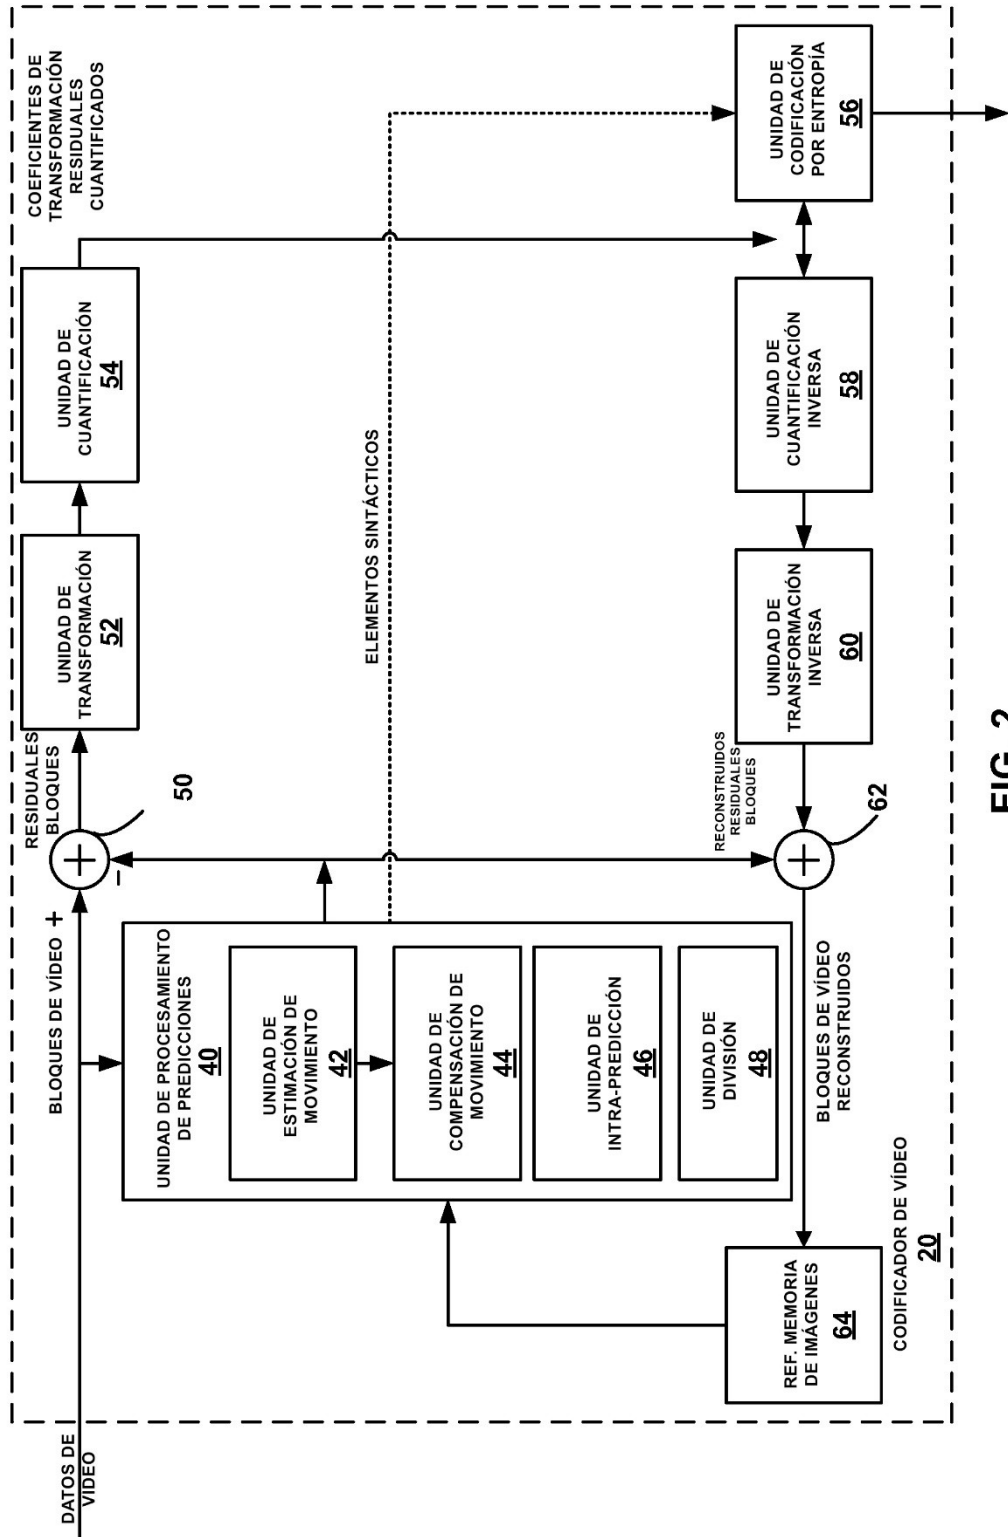 DATOS DE
VIDEO
BLOQUES DE VÍDEO
+
-
50
RESIDUALES
BLOQUES
UNIDAD DE
TRANSFORMACIÓN
52
UNIDAD DE
CUANTIFICACIÓN
54
COEFICIENTES DE
TRANSFORMACIÓN
RESIDUALES
CUANTIFICADOS
UNIDAD DE PROCESAMIENTO
DE PREDICCIONES
40
UNIDAD DE
ESTIMACIÓN DE
MOVIMIENTO
42
UNIDAD DE
COMPENSACIÓN DE
MOVIMIENTO
44
UNIDAD DE
INTRA-PREDICCIÓN
46
UNIDAD DE
DIVISIÓN
48
ELEMENTOS SINTÁCTICOS
REF. MEMORIA
DE IMÁGENES
64
BLOQUES DE VÍDEO
RECONSTRUIDOS
62
RECONSTRUIDOS
RESIDUALES
BLOQUES
UNIDAD DE
TRANSFORMACIÓN
INVERSA
60
UNIDAD DE
CUANTIFICACIÓN
INVERSA
58
UNIDAD DE
CODIFICACIÓN
POR ENTROPÍA
56
CODIFICADOR DE VÍDEO
20
FIG. 2